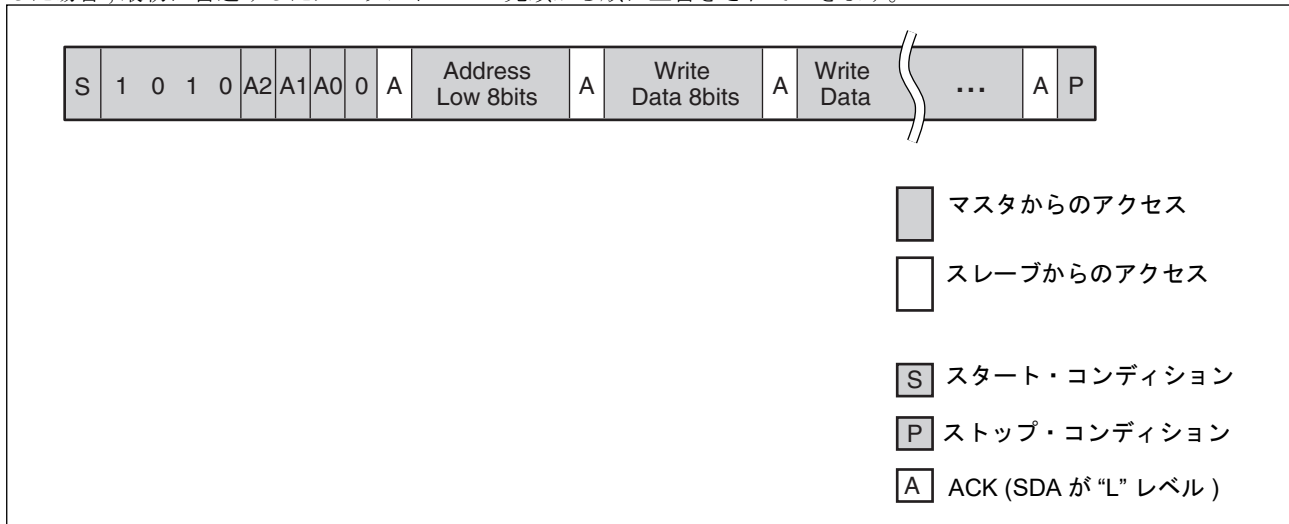 S 1 0 1 0 A2 A1 A0 0 A Address Low 8bits A Write Data 8bits A Write Data ... A P
マスタからのアクセス
スレーブからのアクセス
S スタート・コンディション
P ストップ・コンディション
A ACK (SDA が “L” レベル )